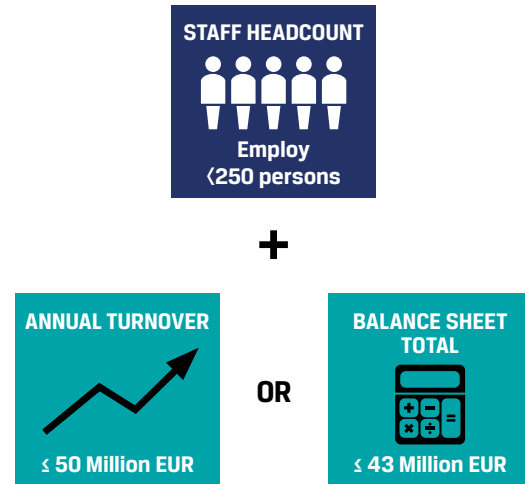 STAFF HEADCOUNT
Employ
<250 persons
+
ANNUAL TURNOVER
≤ 50 Million EUR
OR
BALANCE SHEET
TOTAL
+ −
× ÷ =
≤ 43 Million EUR